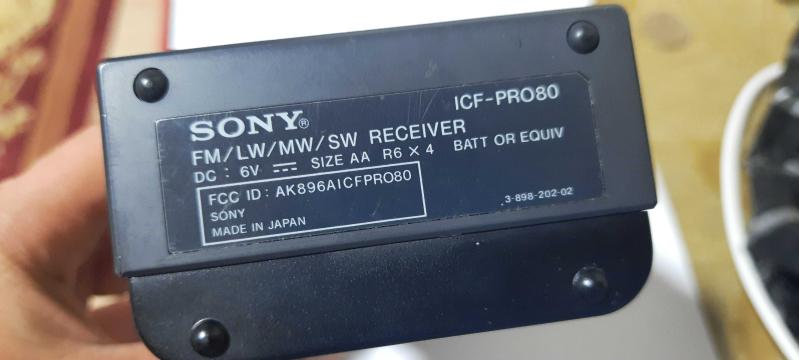 ICF-PRO80
SONY®
FM/LW/MW/SW RECEIVER
DC : 6V ⎓ SIZE AA R6 × 4 BATT OR EQUIV
FCC ID : AK896AICFPRO80
SONY
MADE IN JAPAN
3-898-202-02